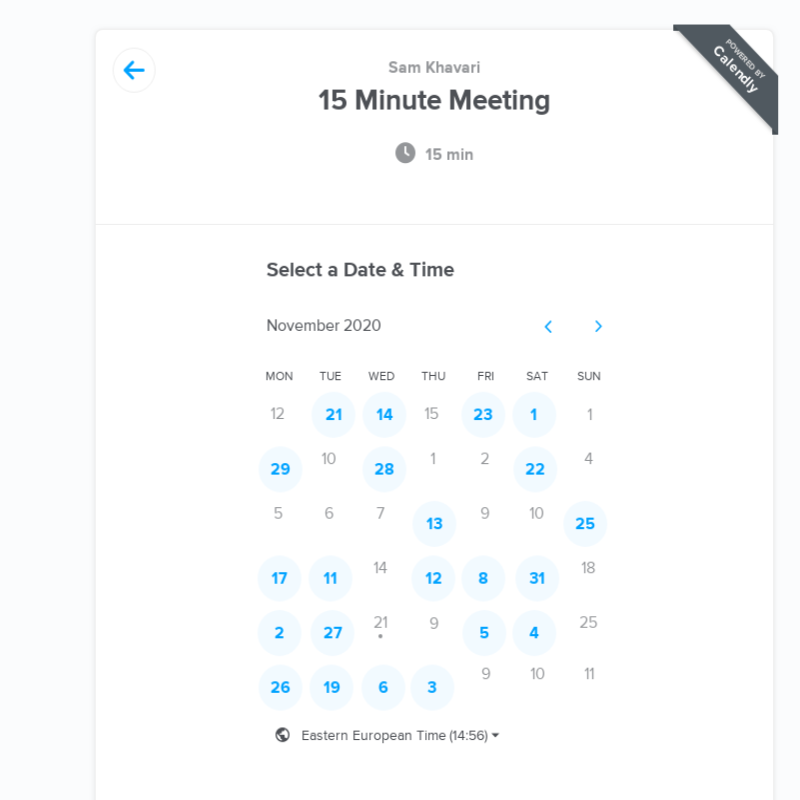 Sam Khavari
POWERED BY
Calendly
15 Minute Meeting
15 min
Select a Date & Time
November 2020
MON TUE WED THU FRI SAT SUN
12 21 14 15 23 1 1
29 10 28 1 2 22 4
5 6 7 13 9 10 25
17 11 14 12 8 31 18
2 27 21 9 5 4 25
26 19 6 3 9 10 11
Eastern European Time (14:56)